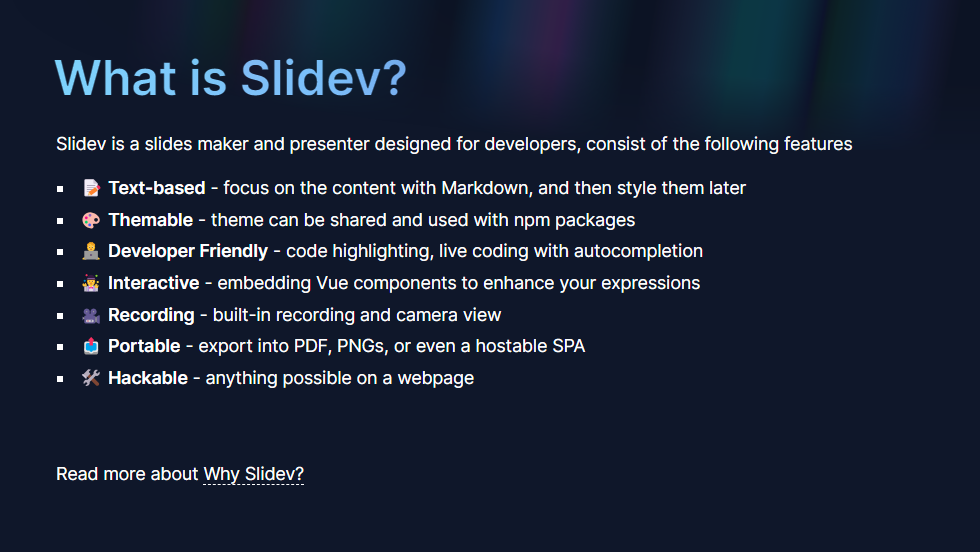 What is Slidev?
Slidev is a slides maker and presenter designed for developers, consist of the following features
📝 Text-based - focus on the content with Markdown, and then style them later
🎨 Themable - theme can be shared and used with npm packages
🧑‍💻 Developer Friendly - code highlighting, live coding with autocompletion
🤹 Interactive - embedding Vue components to enhance your expressions
🎥 Recording - built-in recording and camera view
📤 Portable - export into PDF, PNGs, or even a hostable SPA
🛠 Hackable - anything possible on a webpage
Read more about Why Slidev?